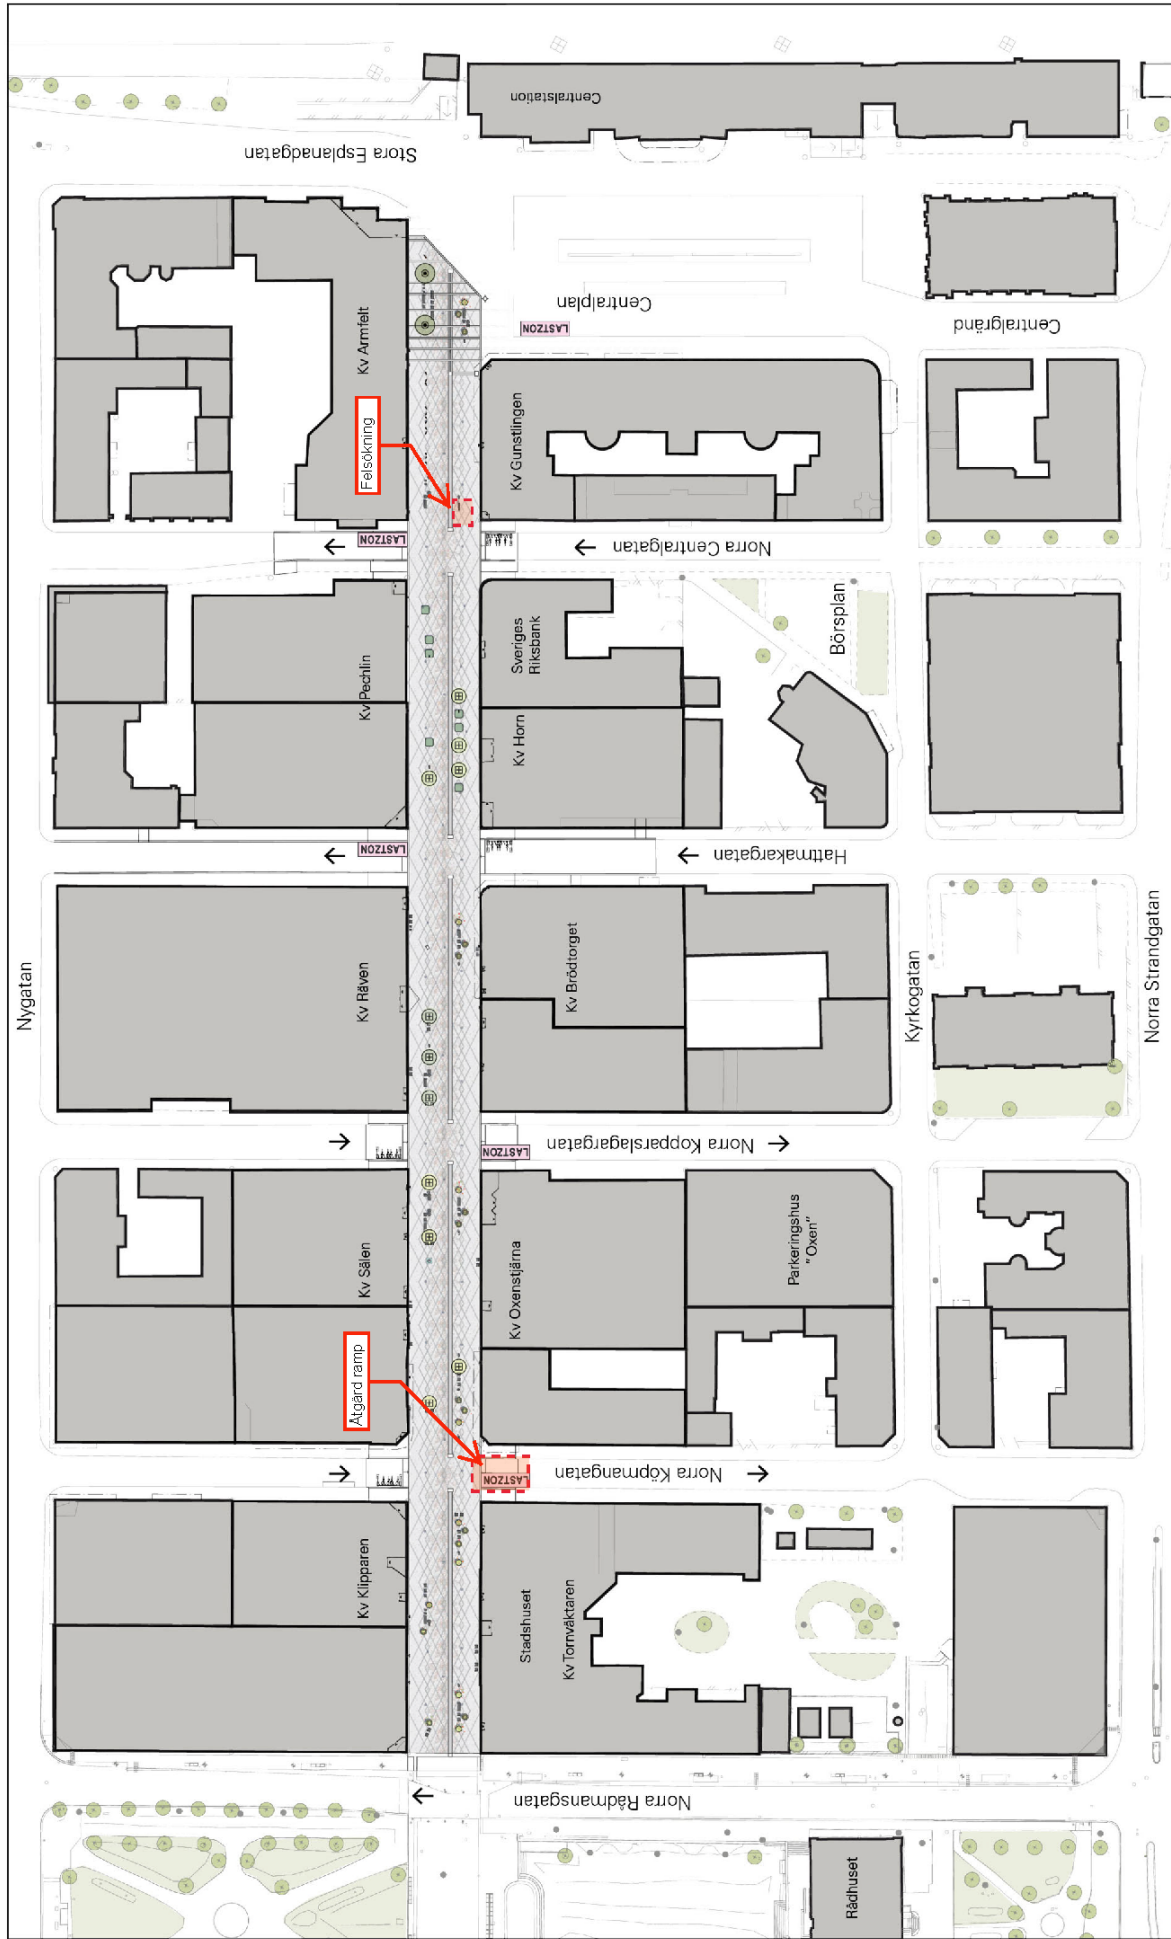 Centralstation
Stora Esplanadgatan
Kv Armfelt
Centralplan
LASTZON
Centralgränd
Felsökning
Kv Gunstlingen
LASTZON
Norra Centralgatan
Kv Pechlin
Sveriges
Riksbank
Börsplan
Kv Horn
LASTZON
Hattmakargatan
Nygatan
Kv Räven
Kv Brödtorget
Kyrkogatan
Norra Strandgatan
Norra Kopparslagargatan
LASTZON
Kv Sälen
Kv Oxenstjärna
Parkeringshus
"Oxen"
Åtgärd ramp
LASTZON
Norra Köpmangatan
Kv Klipparen
Stadshuset
Kv Tornväktaren
Norra Rådmansgatan
Rådhuset